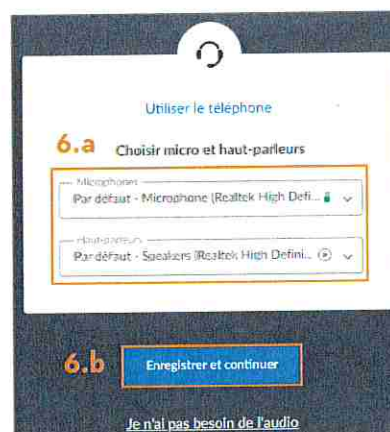 Utiliser le téléphone
6.a Choisir micro et haut-parleurs
Microphones
Par défaut - Microphone (Realtek High Defi...
Haut-parleurs
Par défaut - Speakers (Realtek High Defini...
6.b Enregistrer et continuer
Je n'ai pas besoin de l'audio